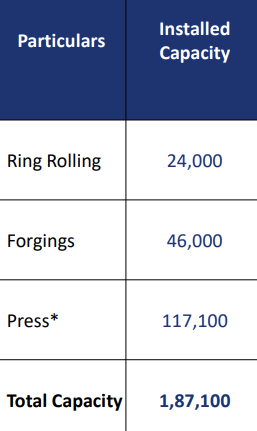 Particulars Installed
Capacity
Ring Rolling 24,000
Forgings 46,000
Press* 117,100
Total Capacity 1,87,100